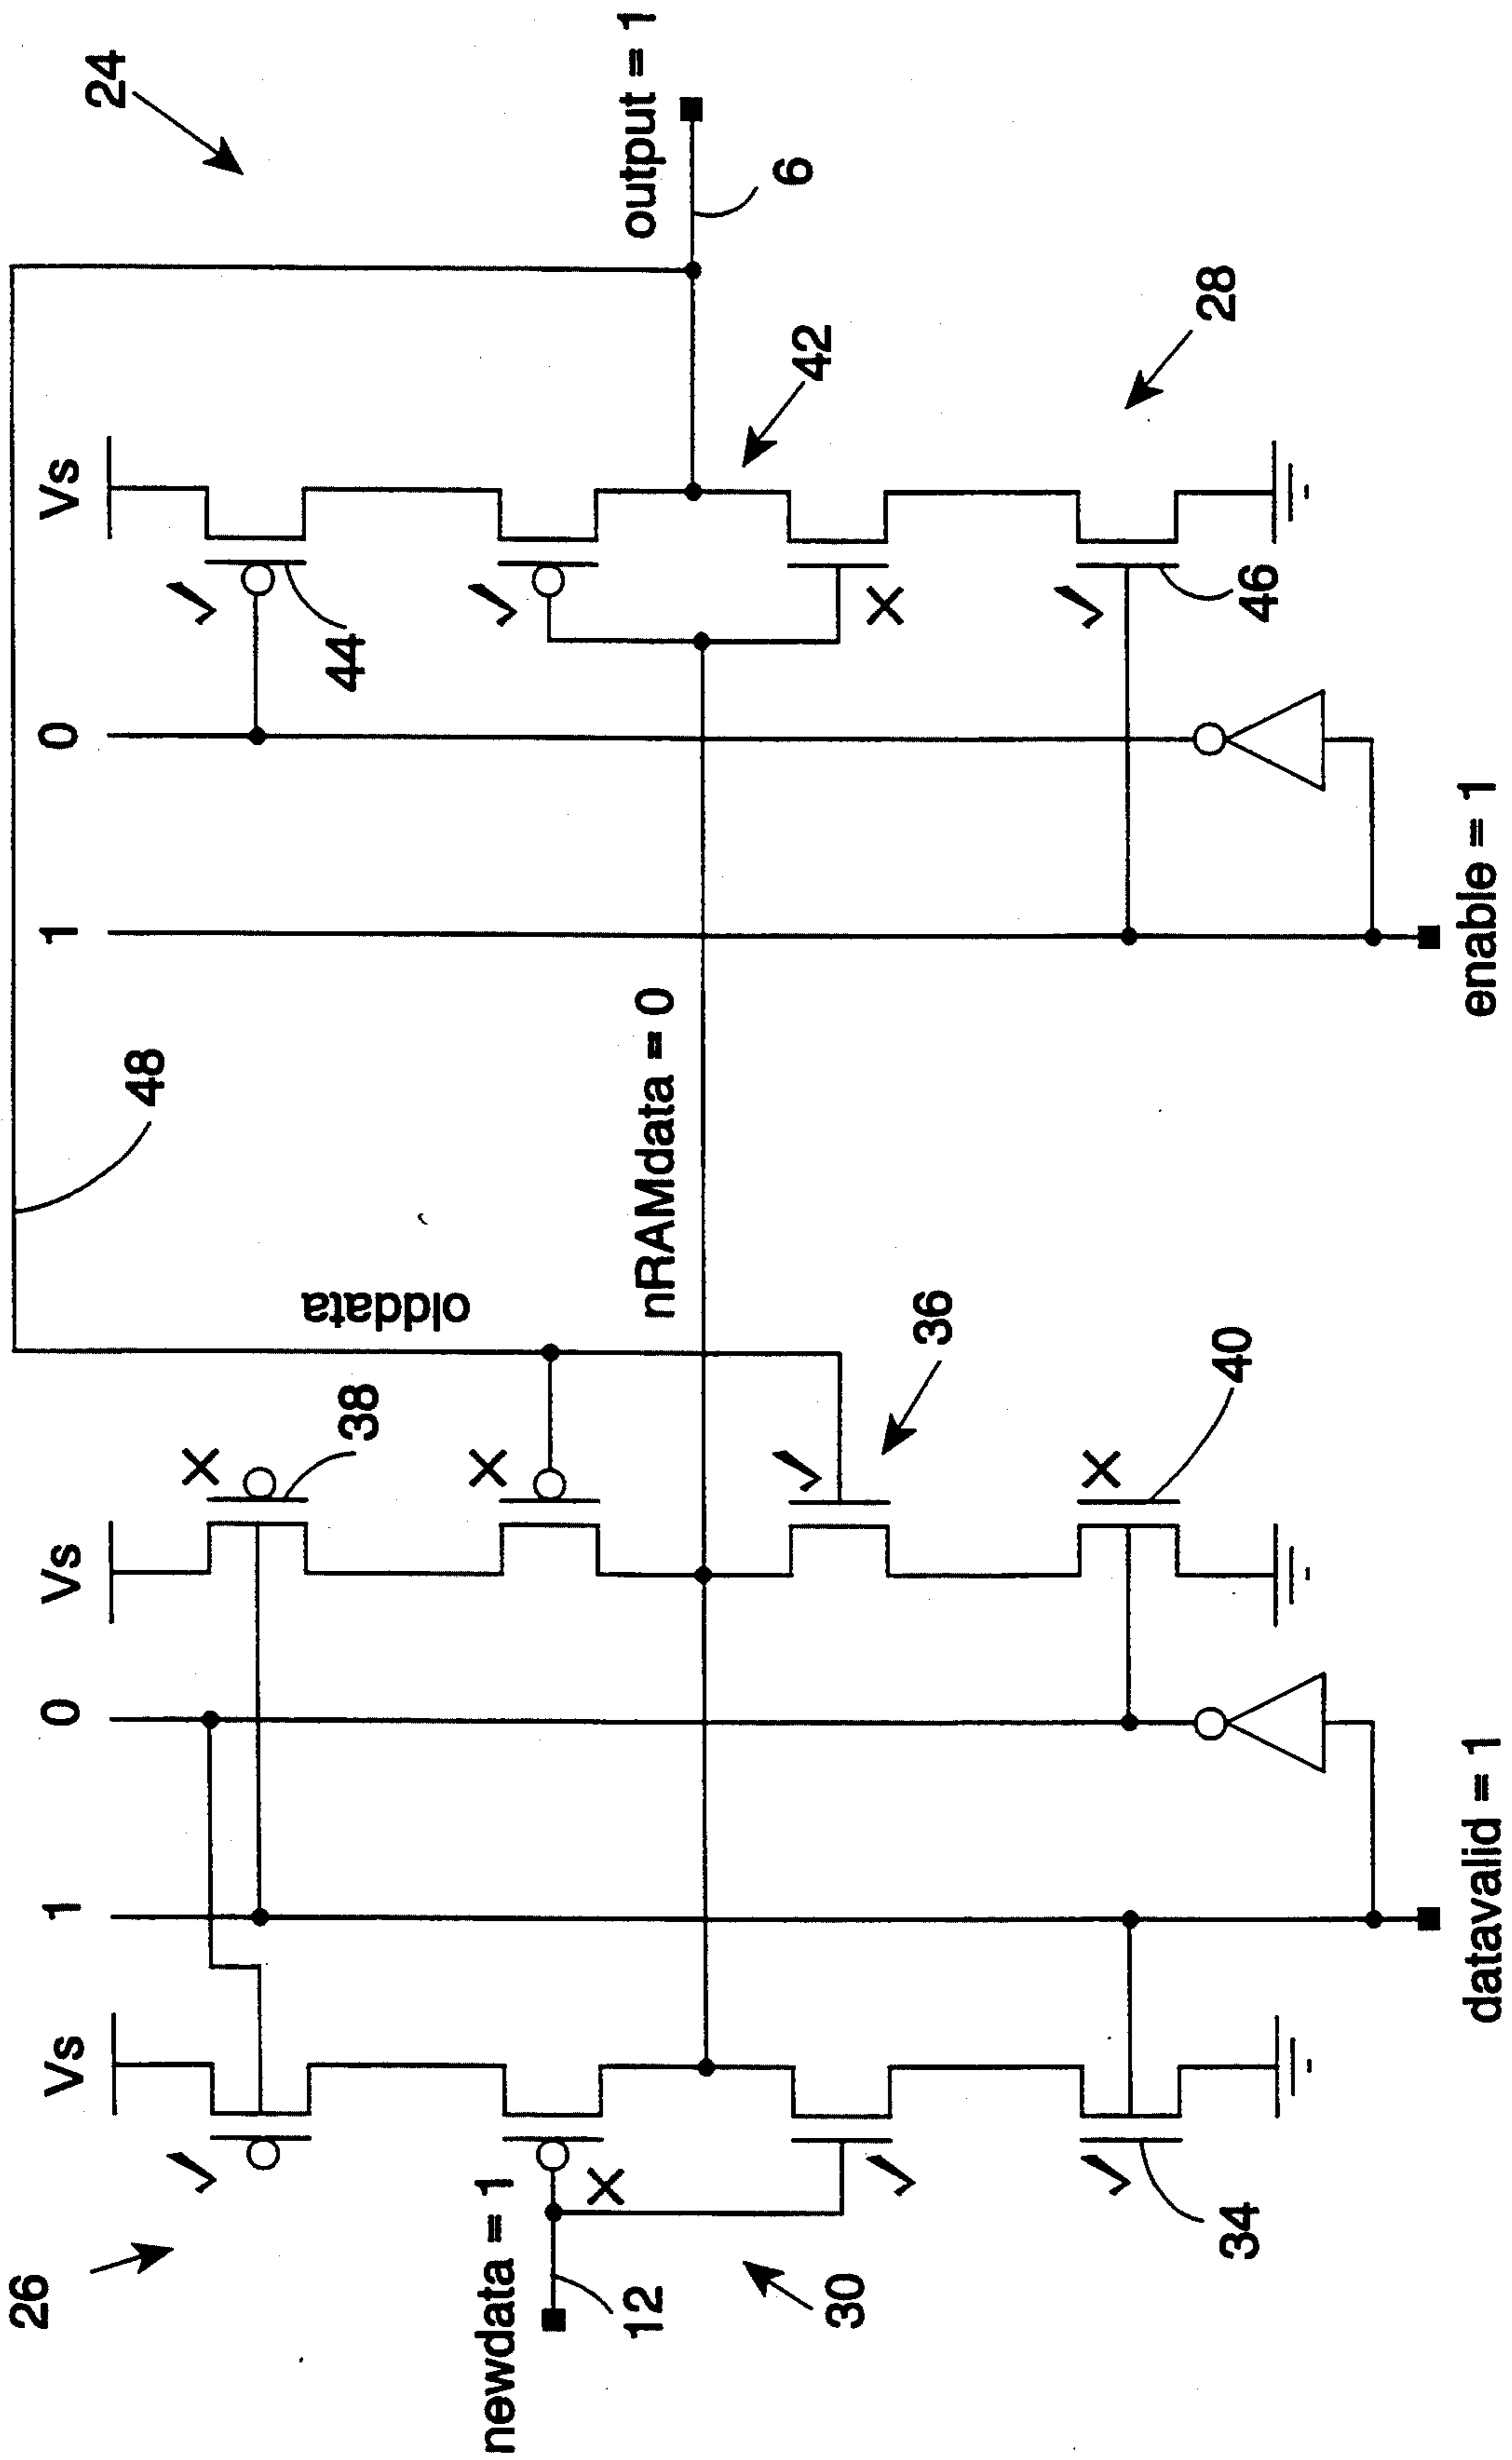 24
output = 1
6
Vs
44
42
28
46
0
1
enable = 1
48
nRAMdata = 0
olddata
38
36
40
Vs
0
1
datavalid = 1
Vs
34
26
newdata = 1
12
30